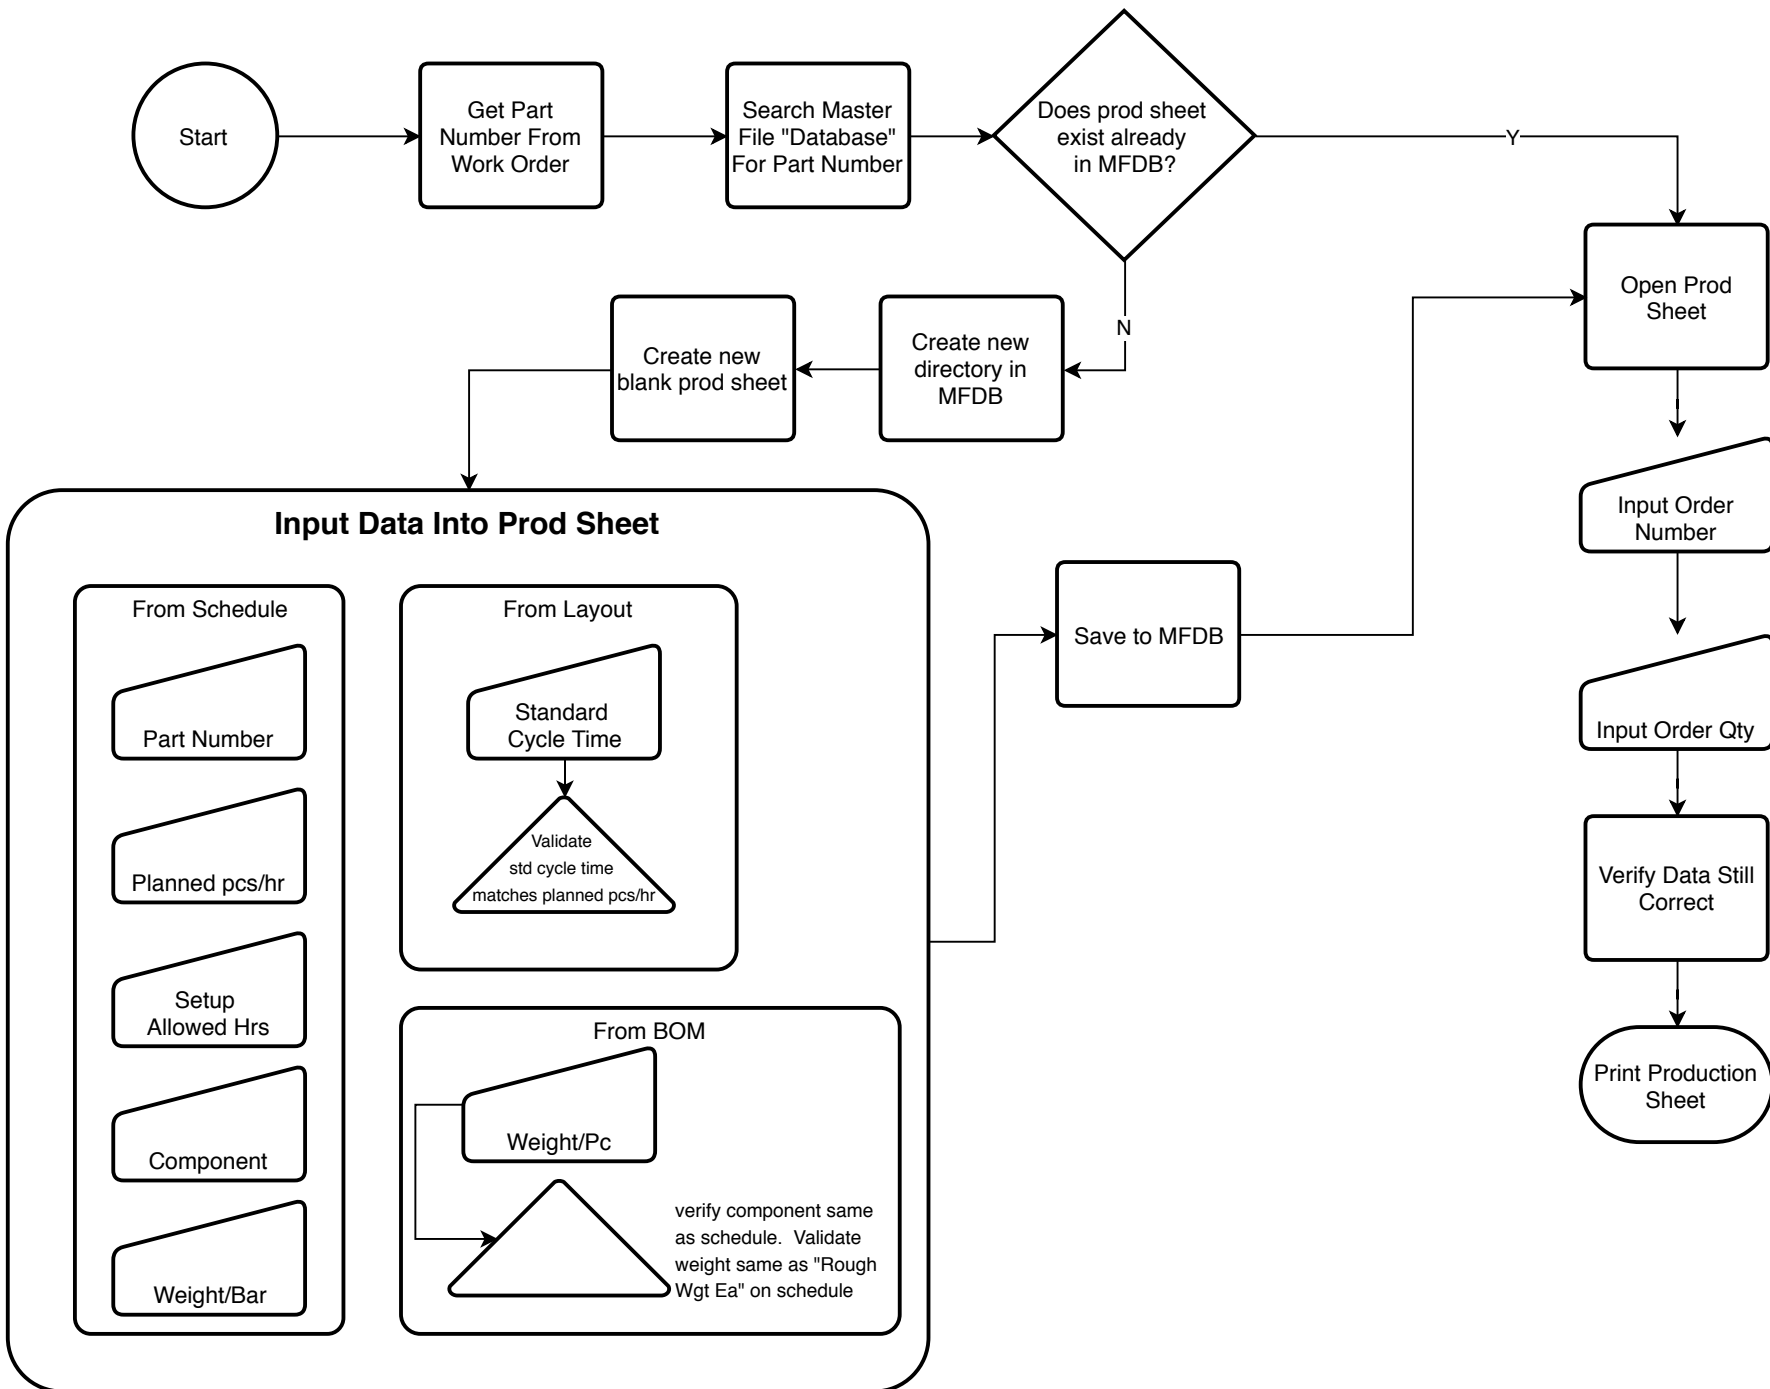 Start
Get Part
Number From
Work Order
Search Master
File "Database"
For Part Number
Does prod sheet
exist already
in MFDB?
Y
N
Open Prod
Sheet
Create new
directory in
MFDB
Create new
blank prod sheet
Input Data Into Prod Sheet
From Schedule
Part Number
Planned pcs/hr
Setup
Allowed Hrs
Component
Weight/Bar
From Layout
Standard
Cycle Time
Validate
std cycle time
matches planned pcs/hr
From BOM
Weight/Pc
verify component same
as schedule.  Validate
weight same as "Rough
Wgt Ea" on schedule
Save to MFDB
Input Order
Number
Input Order Qty
Verify Data Still
Correct
Print Production
Sheet